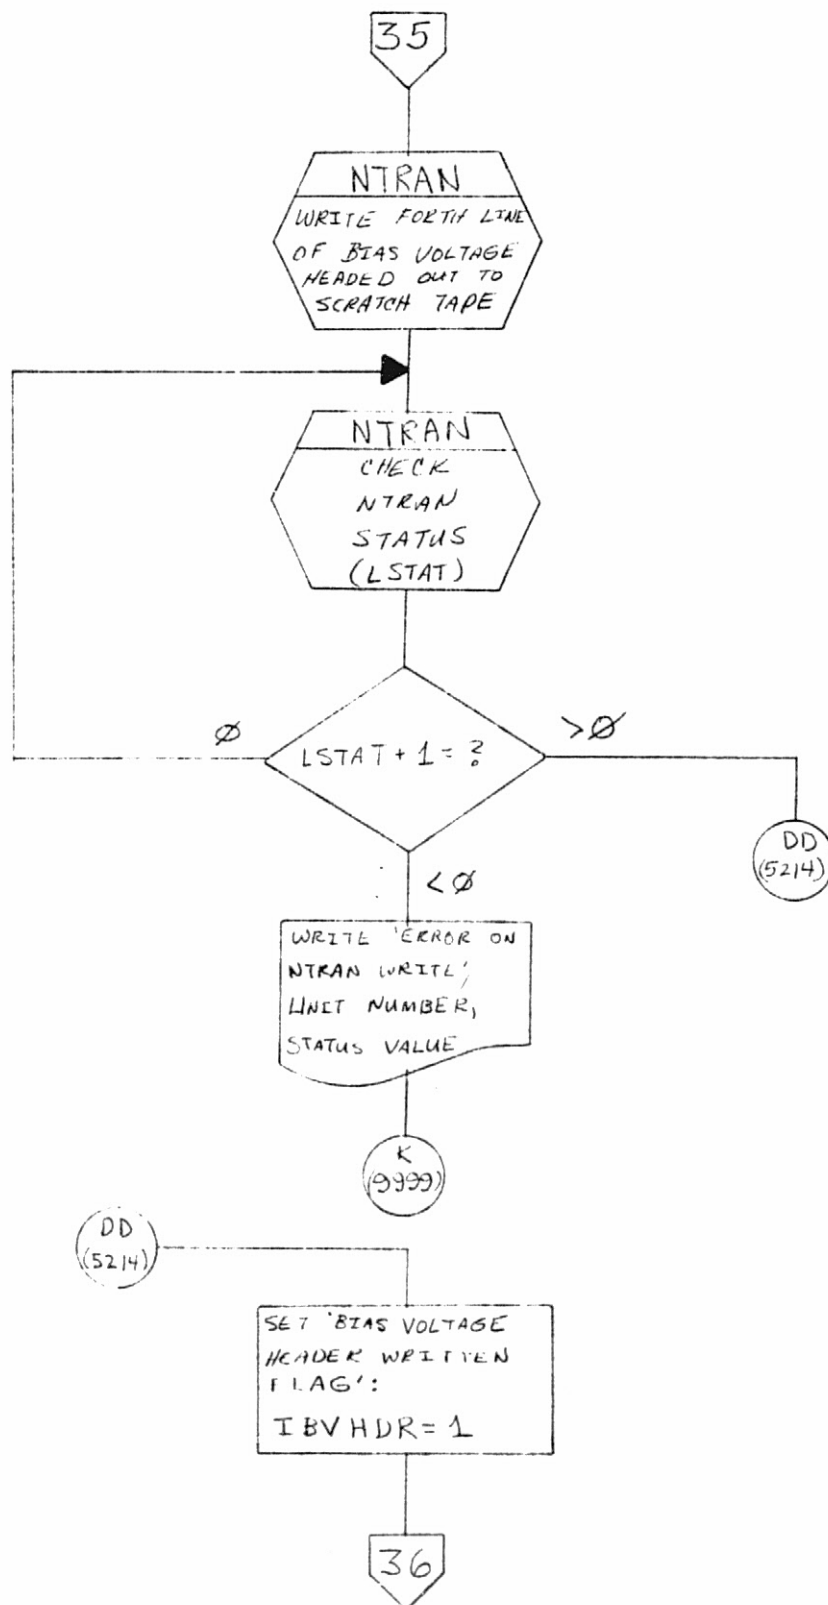 35
NTRAN
WRITE FORTH LINE
OF BIAS VOLTAGE
HEADED OUT TO
SCRATCH TAPE
NTRAN
CHECK
NTRAN
STATUS
(LSTAT)
Ø
LSTAT + 1 = ?
>Ø
DD
(5214)
<Ø
WRITE 'ERROR ON
NTRAN WRITE',
UNIT NUMBER,
STATUS VALUE
K
(9999)
DD
(5214)
SET 'BIAS VOLTAGE
HEADER WRITTEN
FLAG':
IBVHDR = 1
36